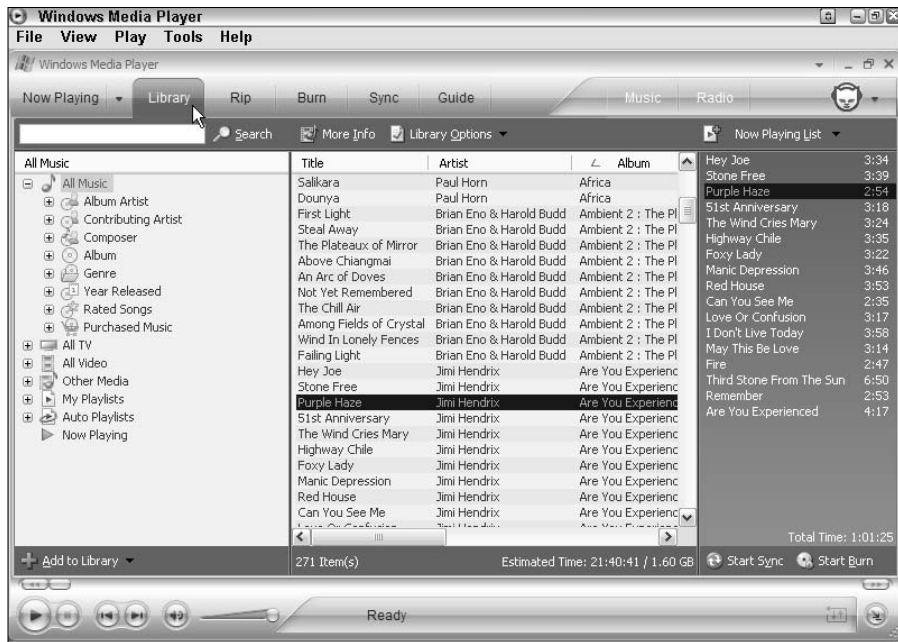 Windows Media Player
File View Play Tools Help
Windows Media Player
Now Playing Library Rip Burn Sync Guide Music Radio
Search More Info Library Options Now Playing List
All Music
All Music
Album Artist
Contributing Artist
Composer
Album
Genre
Year Released
Rated Songs
Purchased Music
All TV
All Video
Other Media
My Playlists
Auto Playlists
Now Playing
Add to Library
Title Artist Album
Salikara Paul Horn Africa
Dounya Paul Horn Africa
First Light Brian Eno & Harold Budd Ambient 2 : The Pl
Steal Away Brian Eno & Harold Budd Ambient 2 : The Pl
The Plateaux of Mirror Brian Eno & Harold Budd Ambient 2 : The Pl
Above Chiangmai Brian Eno & Harold Budd Ambient 2 : The Pl
An Arc of Doves Brian Eno & Harold Budd Ambient 2 : The Pl
Not Yet Remembered Brian Eno & Harold Budd Ambient 2 : The Pl
The Chill Air Brian Eno & Harold Budd Ambient 2 : The Pl
Among Fields of Crystal Brian Eno & Harold Budd Ambient 2 : The Pl
Wind In Lonely Fences Brian Eno & Harold Budd Ambient 2 : The Pl
Failing Light Brian Eno & Harold Budd Ambient 2 : The Pl
Hey Joe Jimi Hendrix Are You Experienc
Stone Free Jimi Hendrix Are You Experienc
Purple Haze Jimi Hendrix Are You Experienc
51st Anniversary Jimi Hendrix Are You Experienc
The Wind Cries Mary Jimi Hendrix Are You Experienc
Highway Chile Jimi Hendrix Are You Experienc
Foxy Lady Jimi Hendrix Are You Experienc
Manic Depression Jimi Hendrix Are You Experienc
Red House Jimi Hendrix Are You Experienc
Can You See Me Jimi Hendrix Are You Experienc
271 Item(s) Estimated Time: 21:40:41 / 1.60 GB
Hey Joe 3:34
Stone Free 3:39
Purple Haze 2:54
51st Anniversary 3:18
The Wind Cries Mary 3:24
Highway Chile 3:35
Foxy Lady 3:22
Manic Depression 3:46
Red House 3:53
Can You See Me 2:35
Love Or Confusion 3:17
I Don't Live Today 3:58
May This Be Love 3:14
Fire 2:47
Third Stone From The Sun 6:50
Remember 2:53
Are You Experienced 4:17
Total Time: 1:01:25
Start Sync Start Burn
Ready